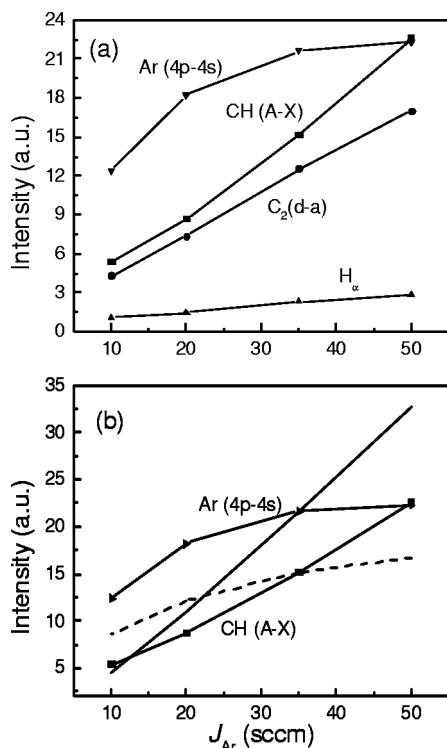 (a)
Intensity (a.u.)
24
21
18
15
12
9
6
3
0
Ar (4p-4s)
CH (A-X)
C₂(d-a)
Hα
10 20 30 40 50
(b)
Intensity (a.u.)
35
30
25
20
15
10
5
Ar (4p-4s)
CH (A-X)
10 20 30 40 50
J_Ar (sccm)